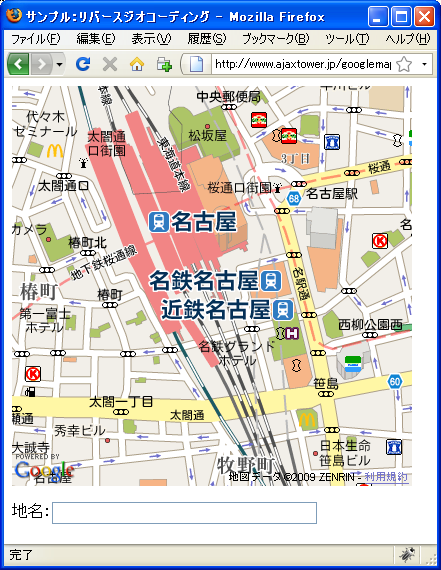 サンプル:リバースジオコーディング - Mozilla Firefox
ファイル(F) 編集(E) 表示(V) 履歴(S) ブックマーク(B) ツール(T) ヘルプ(H)
http://www.ajaxtower.jp/googlemap
中央郵便局
代々木
ゼミナール
太閤通
口街園
松坂屋
東海道本線
3丁目
桜通
太閤通口
桜通口街園
68
名古屋駅
名古屋
カメラ
椿町北
地下鉄桜通線
名鉄名古屋
名駅通
椿町
椿町
近鉄名古屋
第一富士
ホテル
西柳公園西
名鉄グランド
ホテル
笹島
60
太閤一丁目
太閤通
秀幸ビル
大誠寺
日本生命
笹島ビル
牧野町
POWERED BY
Google
名古屋
地図データ ©2009 ZENRIN - 利用規約
地名:
完了